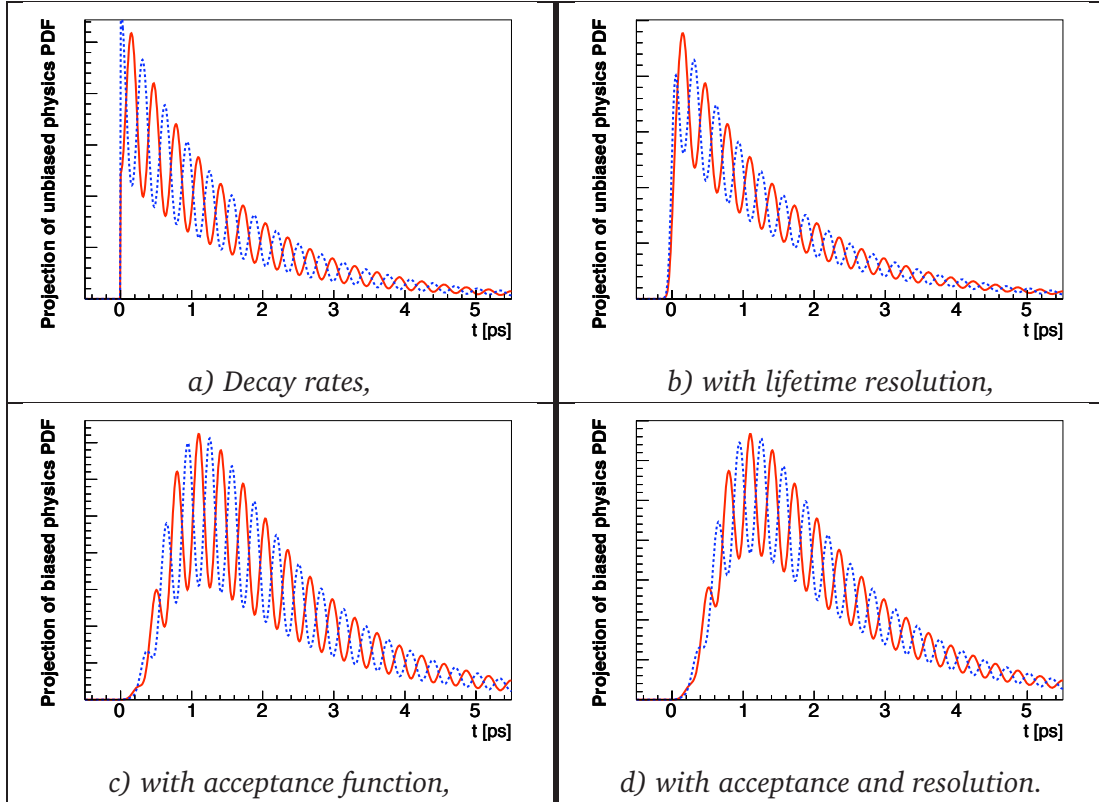 Projection of unbiased physics PDF
0 1 2 3 4 5
t [ps]
a) Decay rates,
Projection of unbiased physics PDF
0 1 2 3 4 5
t [ps]
b) with lifetime resolution,
Projection of biased physics PDF
0 1 2 3 4 5
t [ps]
c) with acceptance function,
Projection of biased physics PDF
0 1 2 3 4 5
t [ps]
d) with acceptance and resolution.